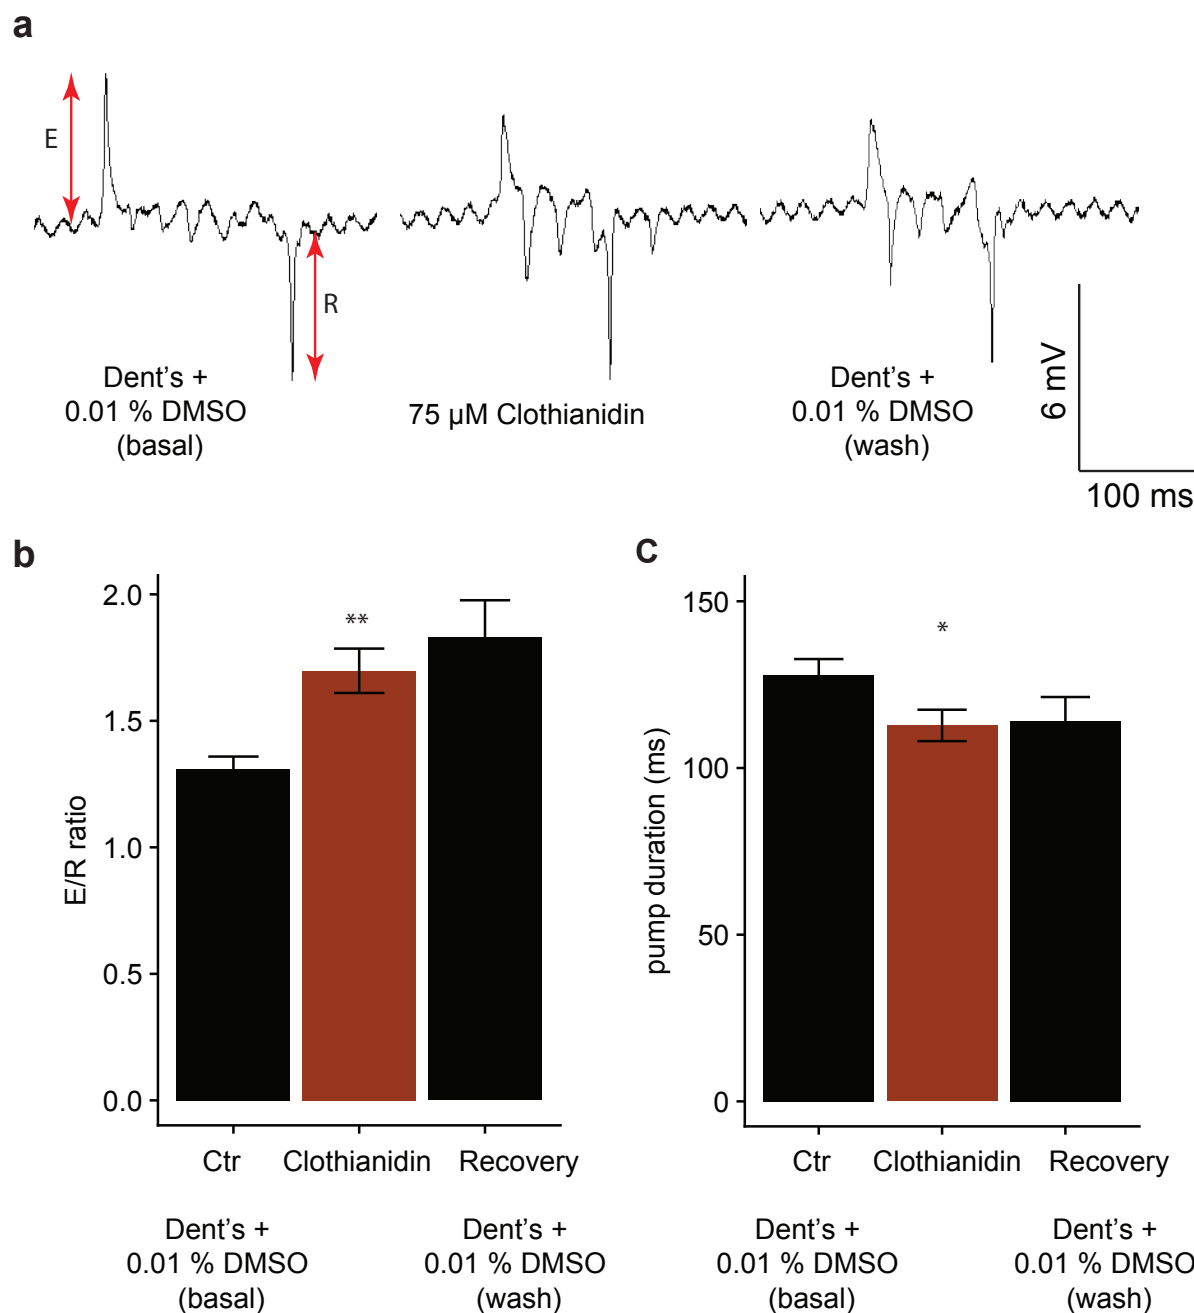 a
E
R
Dent's +
0.01 % DMSO
(basal)
75 µM Clothianidin
Dent's +
0.01 % DMSO
(wash)
6 mV
100 ms
b
2.0
1.5
1.0
0.5
0.0
E/R ratio
**
Ctr Clothianidin Recovery
Dent's +
0.01 % DMSO
(basal)
Dent's +
0.01 % DMSO
(wash)
c
150
100
50
0
pump duration (ms)
*
Ctr Clothianidin Recovery
Dent's +
0.01 % DMSO
(basal)
Dent's +
0.01 % DMSO
(wash)